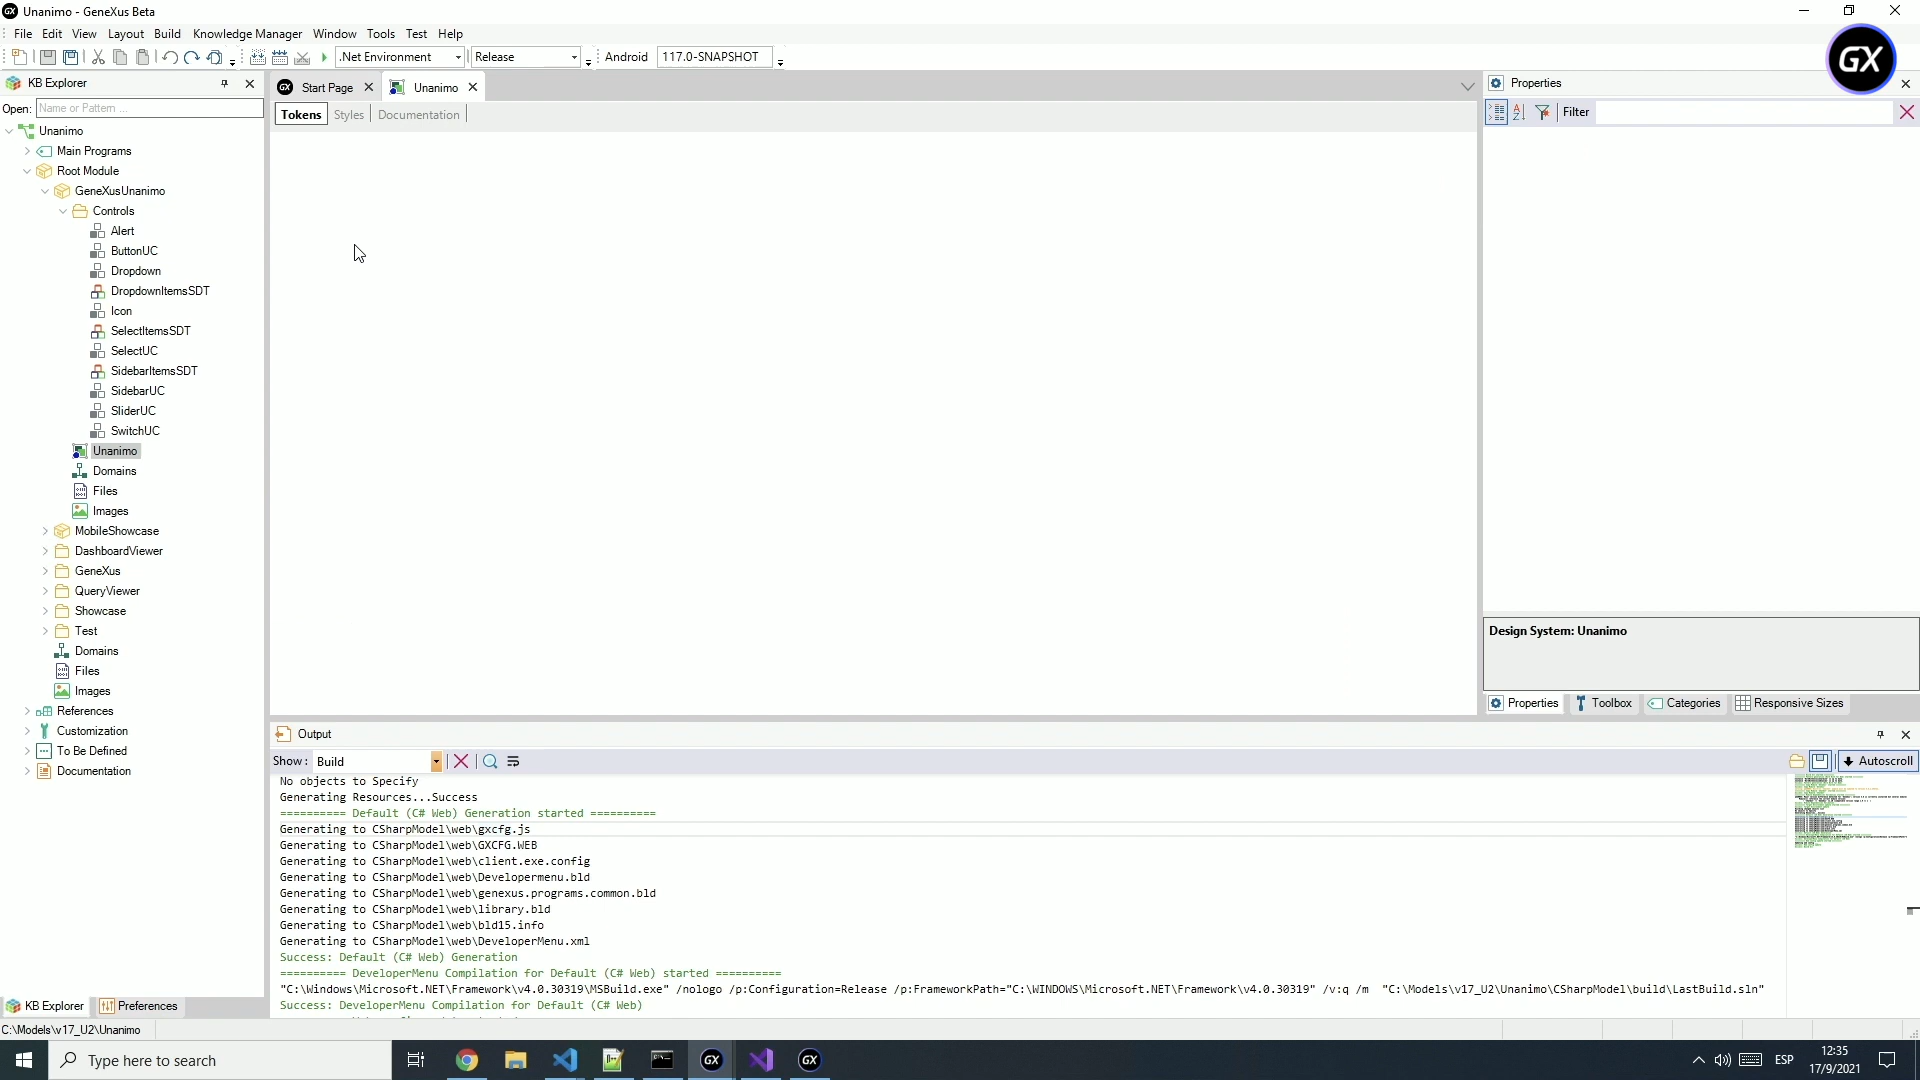 Unanimo - GeneXus Beta
File Edit View Layout Build Knowledge Manager Window Tools Test Help
.Net Environment Release Android 117.0-SNAPSHOT
GX
KB Explorer
Open: Name or Pattern ...
Unanimo
Main Programs
Root Module
GeneXusUnanimo
Controls
Alert
ButtonUC
Dropdown
DropdownItemsSDT
Icon
SelectItemsSDT
SelectUC
SidebarItemsSDT
SidebarUC
SliderUC
SwitchUC
Unanimo
Domains
Files
Images
MobileShowcase
DashboardViewer
GeneXus
QueryViewer
Showcase
Test
Domains
Files
Images
References
Customization
To Be Defined
Documentation
KB Explorer Preferences
Start Page Unanimo
Tokens Styles Documentation
Properties
Filter
Design System: Unanimo
Properties Toolbox Categories Responsive Sizes
Output
Show: Build
Autoscroll
No objects to Specify
Generating Resources...Success
========== Default (C# Web) Generation started ==========
Generating to CSharpModel\web\gxcfg.js
Generating to CSharpModel\web\GXCFG.WEB
Generating to CSharpModel\web\client.exe.config
Generating to CSharpModel\web\Developermenu.bld
Generating to CSharpModel\web\genexus.programs.common.bld
Generating to CSharpModel\web\library.bld
Generating to CSharpModel\web\bld15.info
Generating to CSharpModel\web\DeveloperMenu.xml
Success: Default (C# Web) Generation
========== DeveloperMenu Compilation for Default (C# Web) started ==========
"C:\Windows\Microsoft.NET\Framework\v4.0.30319\MSBuild.exe" /nologo /p:Configuration=Release /p:FrameworkPath="C:\WINDOWS\Microsoft.NET\Framework\v4.0.30319" /v:q /m "C:\Models\v17_U2\Unanimo\CSharpModel\build\LastBuild.sln"
Success: DeveloperMenu Compilation for Default (C# Web)
C:\Models\v17_U2\Unanimo
Type here to search
GX
GX
ESP
12:35
17/9/2021